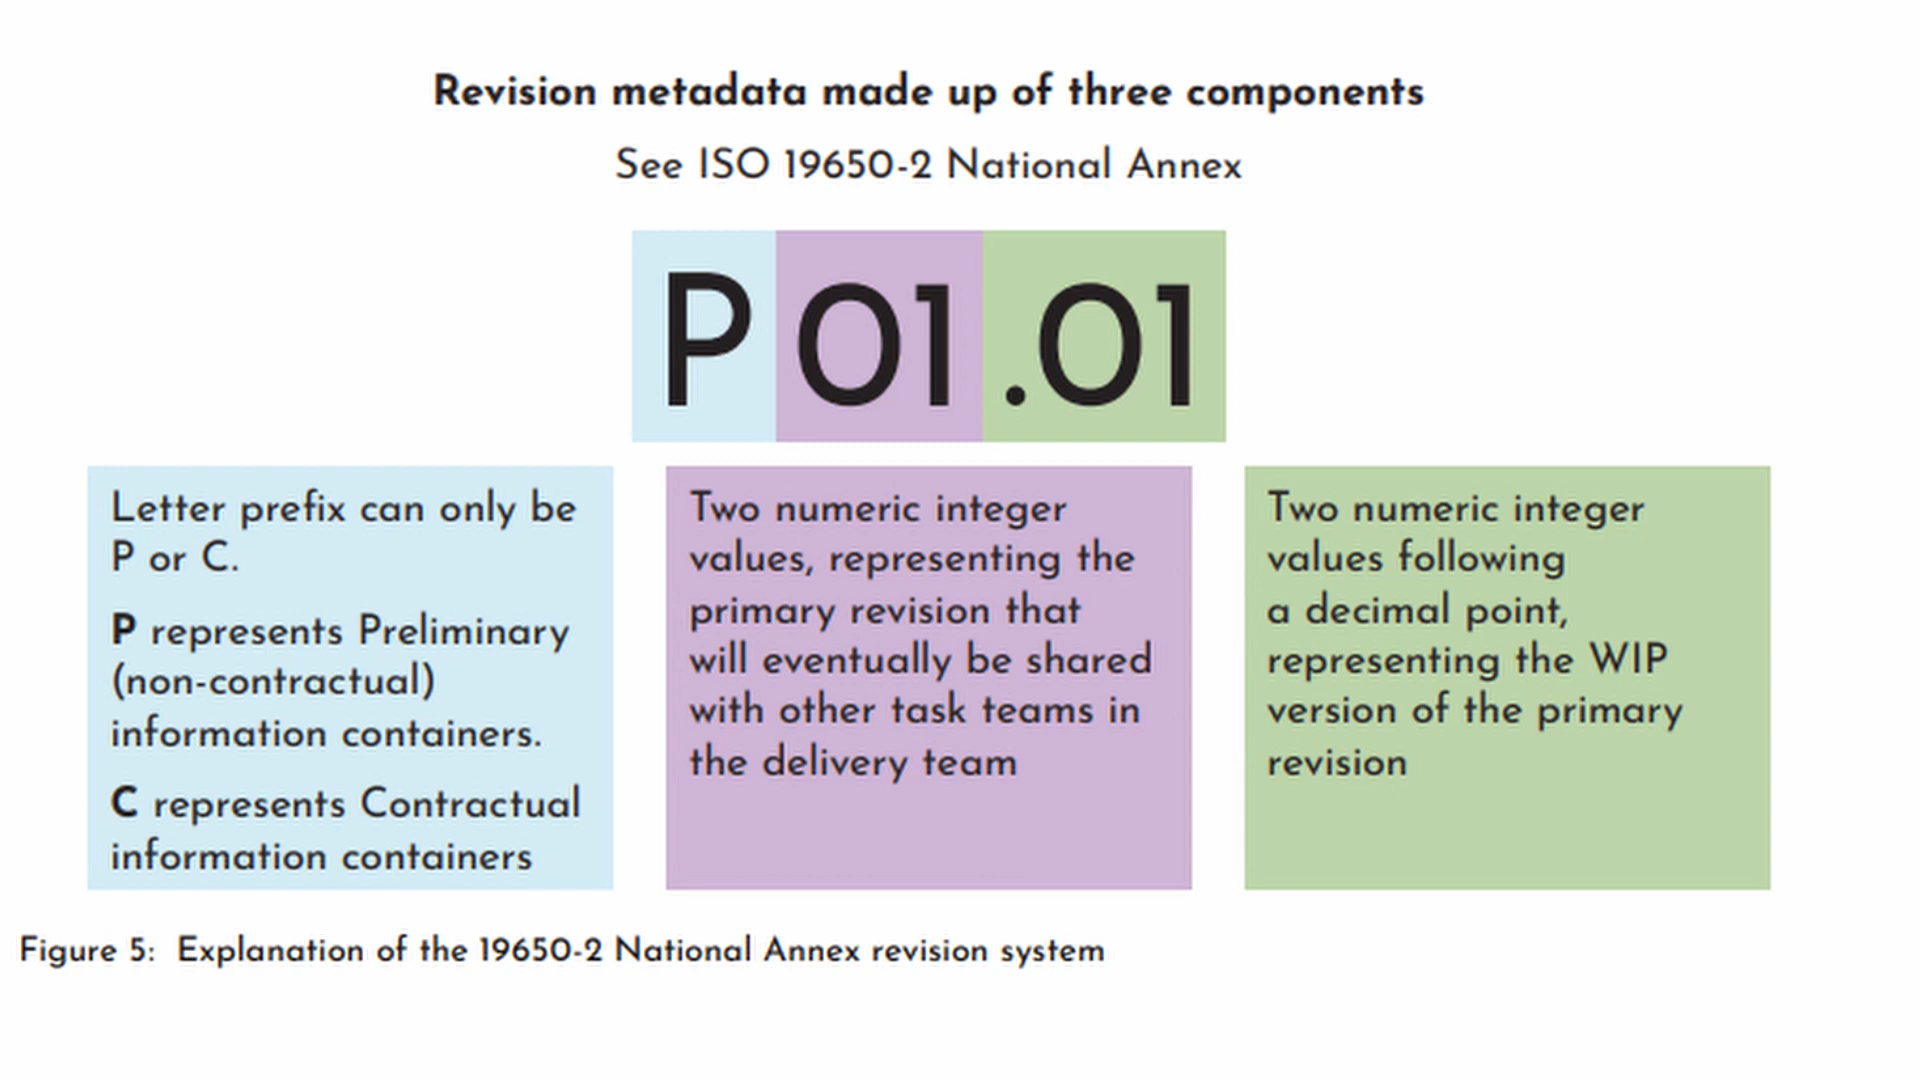 Revision metadata made up of three components
See ISO 19650-2 National Annex
P01.01
Letter prefix can only be
P or C.
P represents Preliminary
(non-contractual)
information containers.
C represents Contractual
information containers
Two numeric integer
values, representing the
primary revision that
will eventually be shared
with other task teams in
the delivery team
Two numeric integer
values following
a decimal point,
representing the WIP
version of the primary
revision
Figure 5:  Explanation of the 19650-2 National Annex revision system